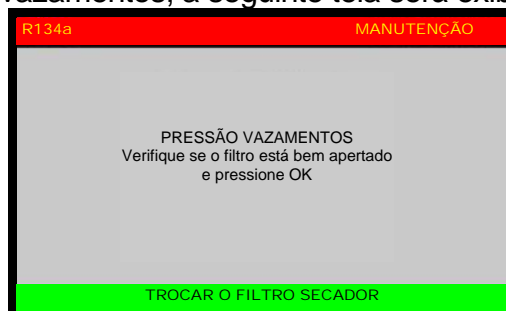 vazamentos, a seguinte tela será
R134a MANUTENÇÃO
PRESSÃO VAZAMENTOS
Verifique se o filtro está bem apertado
e pressione OK
TROCAR O FILTRO SECADOR